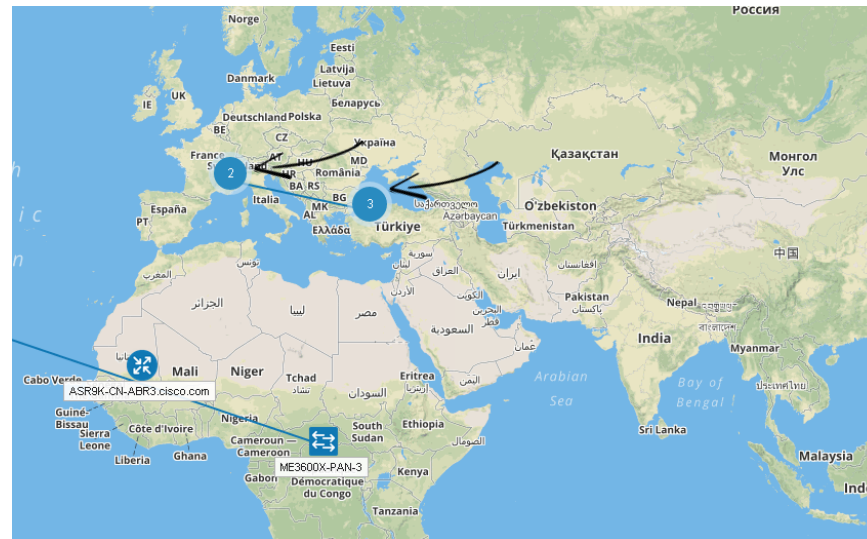 Norge
Россия
Eesti
Latvija
Lietuva
Danmark
UK
IE
Беларусь
Deutschland
Polska
BE
CZ
Україна
France
AT
HU
MD
Қазақстан
Монгол
Улс
2
HR
România
BA
RS
3
BG
Italia
España
PT
MK
AL
Ελλάδα
Türkiye
საქართველო
Azərbaycan
O'zbekiston
Türkmenistan
中国
المغرب
تونس
الجزائر
ليبيا
مصر
سورية
لبنان
الأردن
العراق
ایران
افغانستان
الكويت
البحرين
قطر
السعودية
عُمان
اليمن
Pakistan
پاکستان
Nepal
বাংলাদেশ
India
Myanmar
ประเทศไทย
Cabo Verde
Mali
Niger
Tchad
تشاد
السودان
Eritrea
إرتريا
Arabian
Sea
Bay of
Bengal
ASR9K-CN-ABR3.cisco.com
Guiné-
Bissau
Sierra
Leone
Côte d'Ivoire
Nigeria
Liberia
Ghana
Cameroun —
Cameroon
South
Sudan
Ethiopia
الصومال
Sri Lanka
Malaysia
ME3600X-PAN-3
Gabon
Démocratique
du Congo
Kenya
Tanzania
Ind